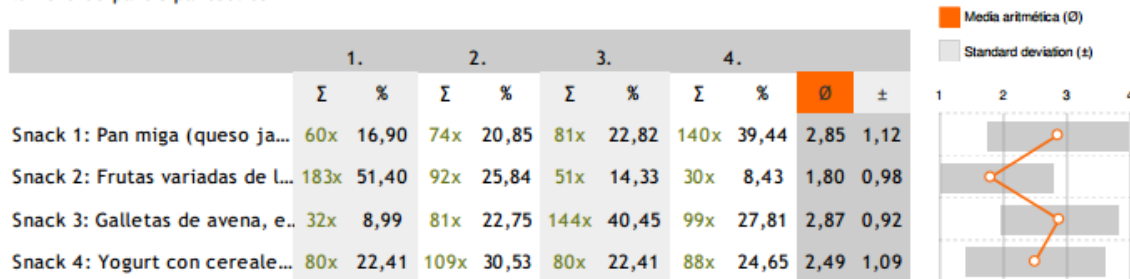 Media aritmética (Ø)
Standard deviation (±)
1. 2. 3. 4.
Σ % Σ % Σ % Σ % Ø ±
1 2 3 4
Snack 1: Pan miga (queso ja... 60x 16,90 74x 20,85 81x 22,82 140x 39,44 2,85 1,12
Snack 2: Frutas variadas de l... 183x 51,40 92x 25,84 51x 14,33 30x 8,43 1,80 0,98
Snack 3: Galletas de avena, e.. 32x 8,99 81x 22,75 144x 40,45 99x 27,81 2,87 0,92
Snack 4: Yogurt con cereale... 80x 22,41 109x 30,53 80x 22,41 88x 24,65 2,49 1,09